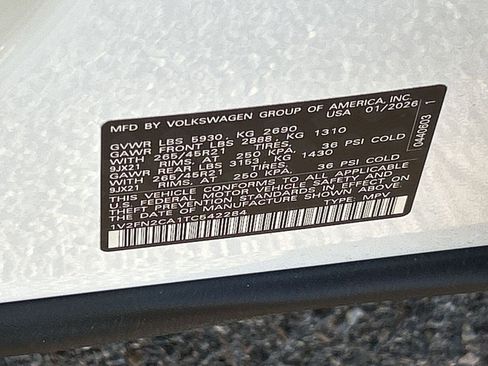 MFD BY VOLKSWAGEN GROUP OF AMERICA, INC
USA 01/2026
GVWR LBS 5930, KG 2690
GAWR FRONT LBS 2888, KG 1310
WITH 265/45R21 TIRES,
9JX21 RIMS, AT 250 KPA, 36 PSI COLD
GAWR REAR LBS 3153, KG 1430
WITH 265/45R21 TIRES,
9JX21 RIMS, AT 250 KPA, 36 PSI COLD
THIS VEHICLE CONFORMS TO ALL APPLICABLE
U.S. FEDERAL MOTOR VEHICLE SAFETY AND
THEFT PREVENTION STANDARDS IN EFFECT ON
THE DATE OF MANUFACTURE SHOWN ABOVE.
1V2FN2CA1TC542284 TYPE: MPV
0440603 1